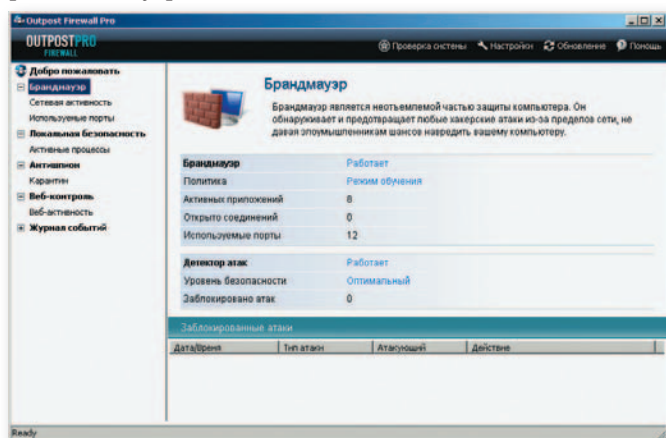 Outpost Firewall Pro
OUTPOSTPRO
FIREWALL
Проверка системы Настройки Обновление Помощь
Добро пожаловать
Брандмауэр
Сетевая активность
Используемые порты
Локальная безопасность
Активные процессы
Антишпион
Карантин
Веб-контроль
Веб-активность
Журнал событий
Брандмауэр
Брандмауэр является неотъемлемой частью защиты компьютера. Он
обнаруживает и предотвращает любые хакерские атаки из-за пределов сети, не
давая злоумышленникам шансов навредить вашему компьютеру.
Брандмауэр Работает
Политика Режим обучения
Активных приложений 8
Открыто соединений 0
Используемые порты 12
Детектор атак Работает
Уровень безопасности Оптимальный
Заблокировано атак 0
Заблокированные атаки
Дата/Время Тип атаки Атакующий Действие
Ready